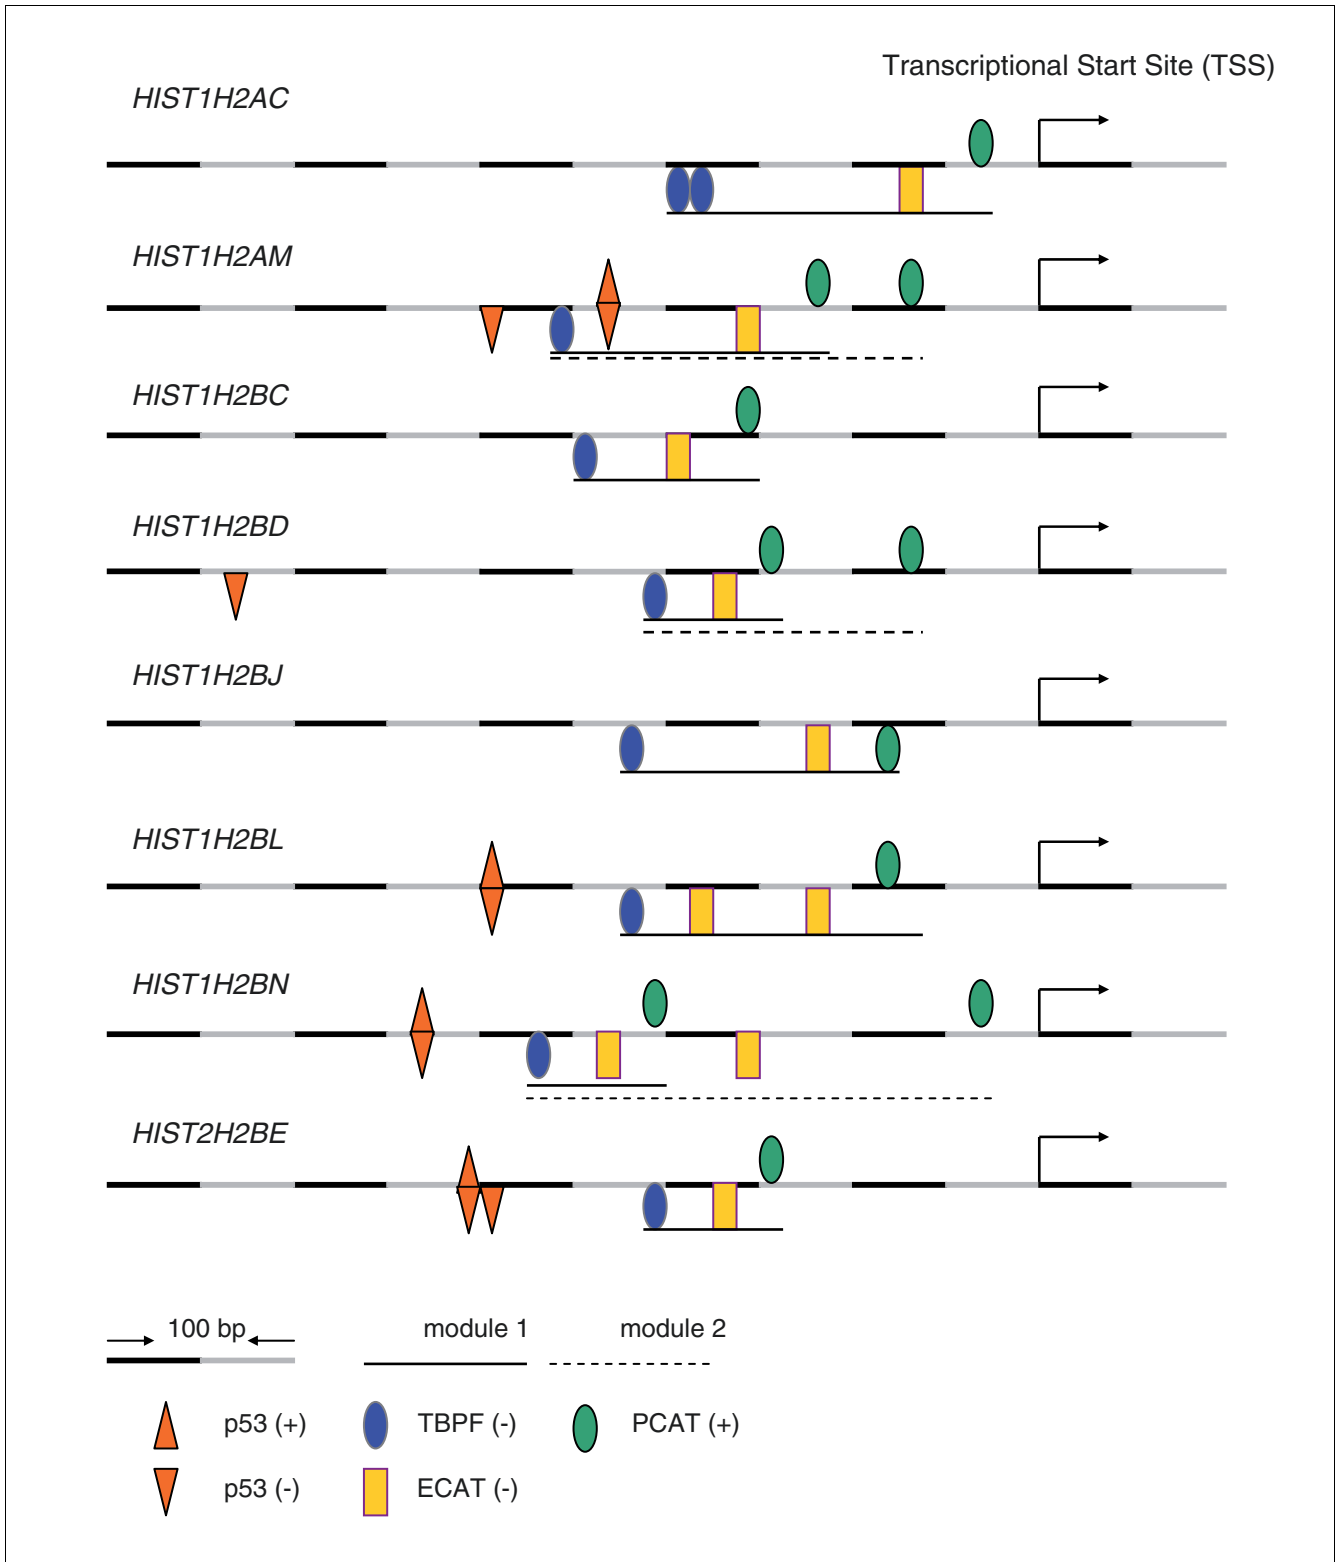 Transcriptional Start Site (TSS)
HIST1H2AC
HIST1H2AM
HIST1H2BC
HIST1H2BD
HIST1H2BJ
HIST1H2BL
HIST1H2BN
HIST2H2BE
100 bp module 1 module 2
p53 (+) TBPF (-) PCAT (+)
p53 (-) ECAT (-)